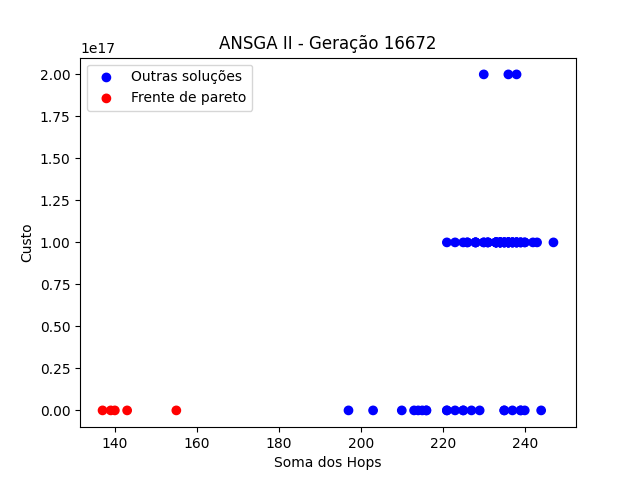 ANSGA II - Geração 16672
1e17
Outras soluções
Frente de pareto
2.00
1.75
1.50
1.25
1.00
0.75
0.50
0.25
0.00
Custo
140 160 180 200 220 240
Soma dos Hops